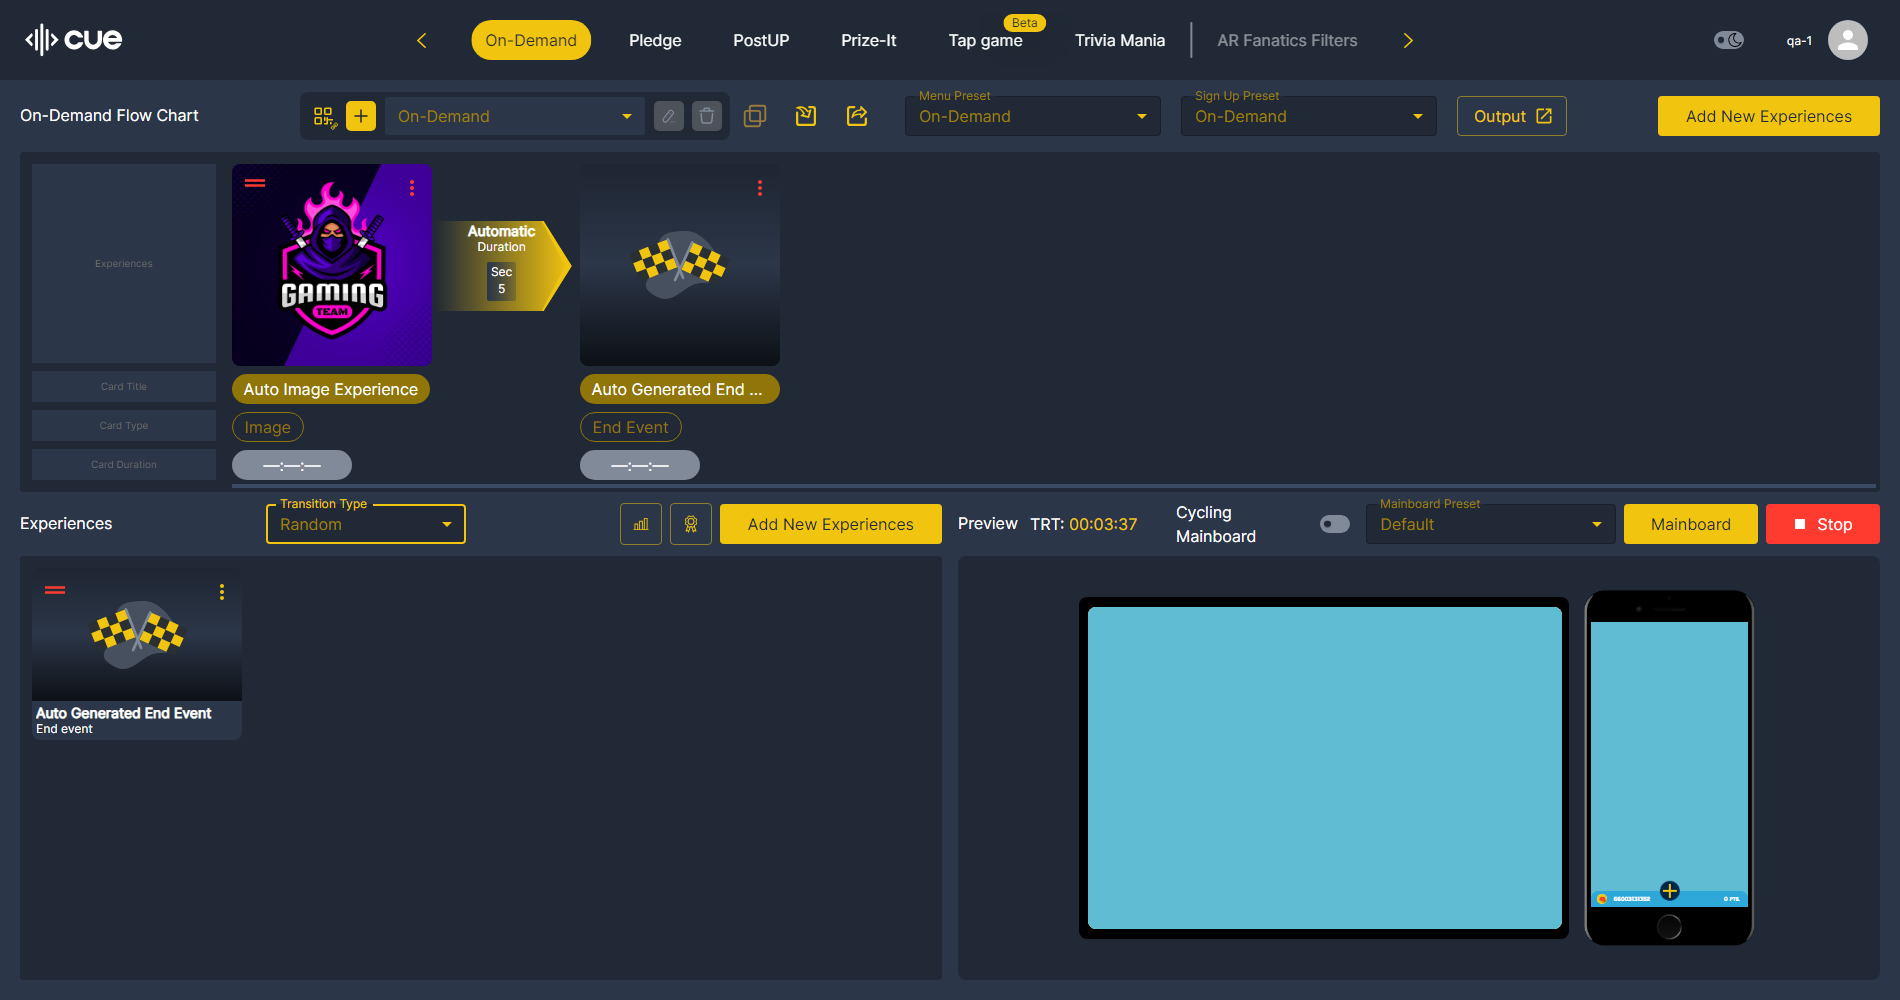 cue
On-Demand
Pledge
PostUP
Prize-It
Beta
Tap game
Trivia Mania
AR Fanatics Filters
qa-1
On-Demand Flow Chart
On-Demand
Menu Preset
On-Demand
Sign Up Preset
On-Demand
Output
Add New Experiences
Experiences
Card Title
Card Type
Card Duration
GAMING
TEAM
Automatic
Duration
Sec
5
Auto Image Experience
Auto Generated End ...
Image
End Event
—:—:—
—:—:—
Experiences
Transition Type
Random
Add New Experiences
Preview
TRT: 00:03:37
Cycling
Mainboard
Mainboard Preset
Default
Mainboard
Stop
Auto Generated End Event
End event
0 PTS.